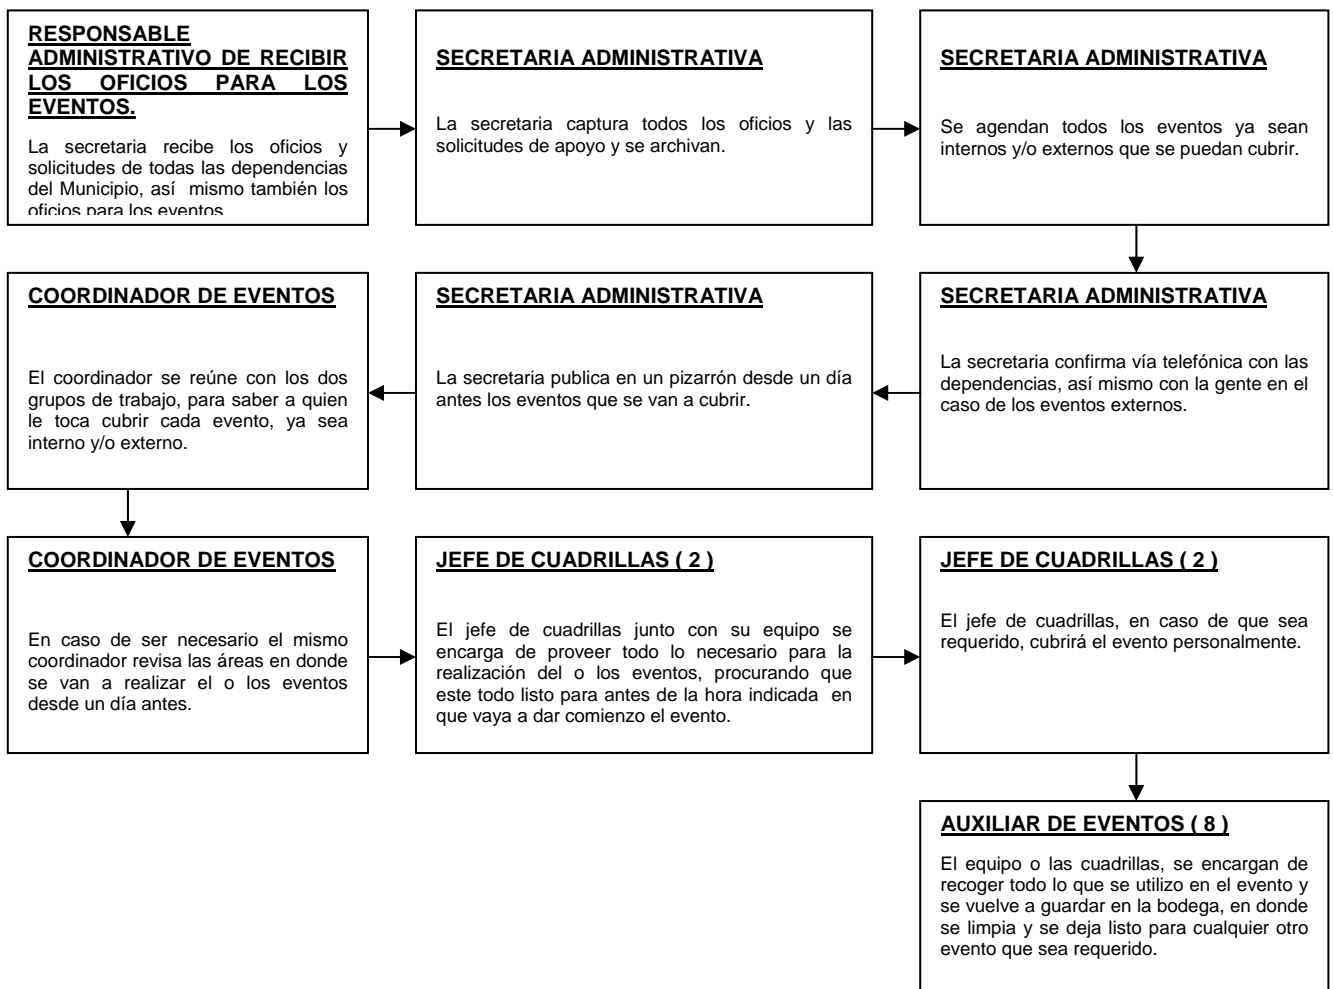 RESPONSABLE
ADMINISTRATIVO DE RECIBIR
LOS OFICIOS PARA LOS
EVENTOS.
La secretaria recibe los oficios y
solicitudes de todas las dependencias
del Municipio, así mismo también los
oficios para los eventos
SECRETARIA ADMINISTRATIVA
La secretaria captura todos los oficios y las
solicitudes de apoyo y se archivan.
SECRETARIA ADMINISTRATIVA
Se agendan todos los eventos ya sean
internos y/o externos que se puedan cubrir.
SECRETARIA ADMINISTRATIVA
La secretaria confirma vía telefónica con las
dependencias, así mismo con la gente en el
caso de los eventos externos.
SECRETARIA ADMINISTRATIVA
La secretaria publica en un pizarrón desde un día
antes los eventos que se van a cubrir.
COORDINADOR DE EVENTOS
El coordinador se reúne con los dos
grupos de trabajo, para saber a quien
le toca cubrir cada evento, ya sea
interno y/o externo.
COORDINADOR DE EVENTOS
En caso de ser necesario el mismo
coordinador revisa las áreas en donde
se van a realizar el o los eventos
desde un día antes.
JEFE DE CUADRILLAS ( 2 )
El jefe de cuadrillas junto con su equipo se
encarga de proveer todo lo necesario para la
realización del o los eventos, procurando que
este todo listo para antes de la hora indicada en
que vaya a dar comienzo el evento.
JEFE DE CUADRILLAS ( 2 )
El jefe de cuadrillas, en caso de que sea
requerido, cubrirá el evento personalmente.
AUXILIAR DE EVENTOS ( 8 )
El equipo o las cuadrillas, se encargan de
recoger todo lo que se utilizo en el evento y
se vuelve a guardar en la bodega, en donde
se limpia y se deja listo para cualquier otro
evento que sea requerido.